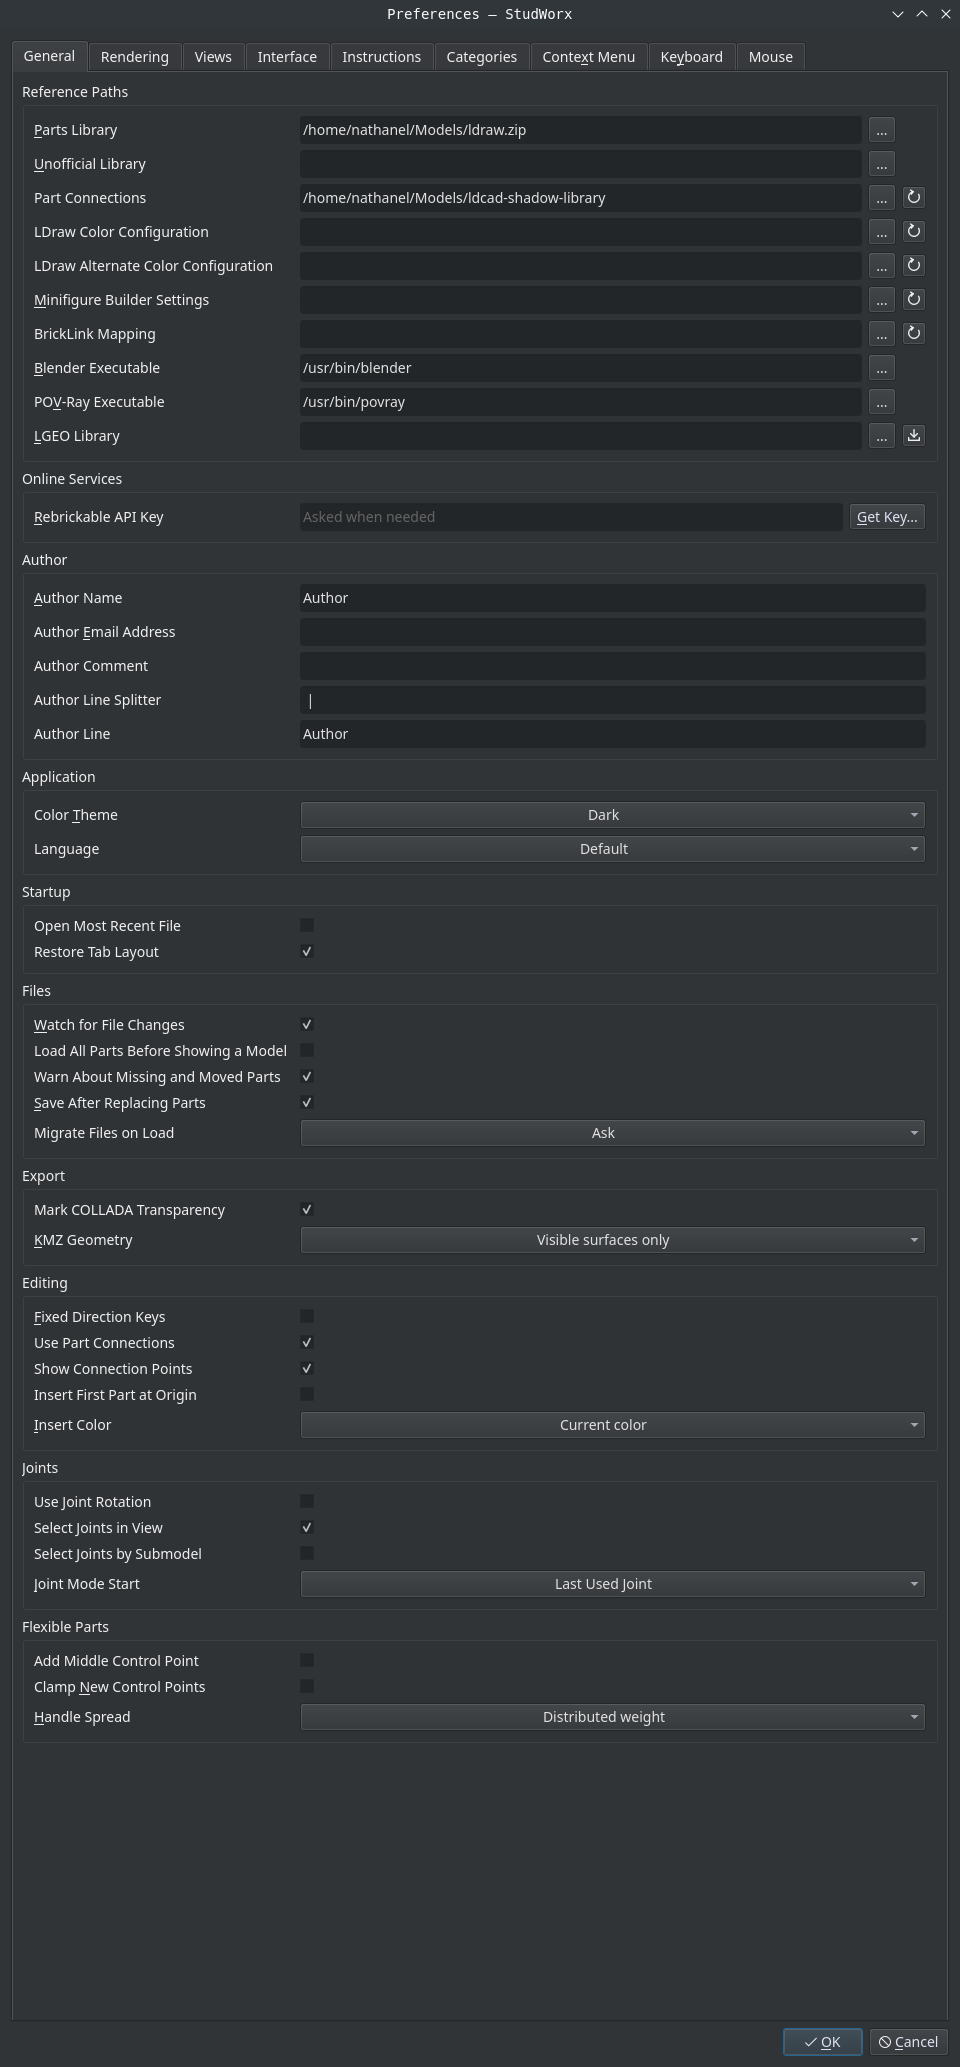 Preferences — StudWorx
General Rendering Views Interface Instructions Categories Context Menu Keyboard Mouse
Reference Paths
Parts Library /home/nathanel/Models/ldraw.zip ...
Unofficial Library ...
Part Connections /home/nathanel/Models/ldcad-shadow-library ...
LDraw Color Configuration ...
LDraw Alternate Color Configuration ...
Minifigure Builder Settings ...
BrickLink Mapping ...
Blender Executable /usr/bin/blender ...
POV-Ray Executable /usr/bin/povray ...
LGEO Library ...
Online Services
Rebrickable API Key Asked when needed Get Key...
Author
Author Name Author
Author Email Address
Author Comment
Author Line Splitter |
Author Line Author
Application
Color Theme Dark
Language Default
Startup
Open Most Recent File
Restore Tab Layout
Files
Watch for File Changes
Load All Parts Before Showing a Model
Warn About Missing and Moved Parts
Save After Replacing Parts
Migrate Files on Load Ask
Export
Mark COLLADA Transparency
KMZ Geometry Visible surfaces only
Editing
Fixed Direction Keys
Use Part Connections
Show Connection Points
Insert First Part at Origin
Insert Color Current color
Joints
Use Joint Rotation
Select Joints in View
Select Joints by Submodel
Joint Mode Start Last Used Joint
Flexible Parts
Add Middle Control Point
Clamp New Control Points
Handle Spread Distributed weight
OK Cancel